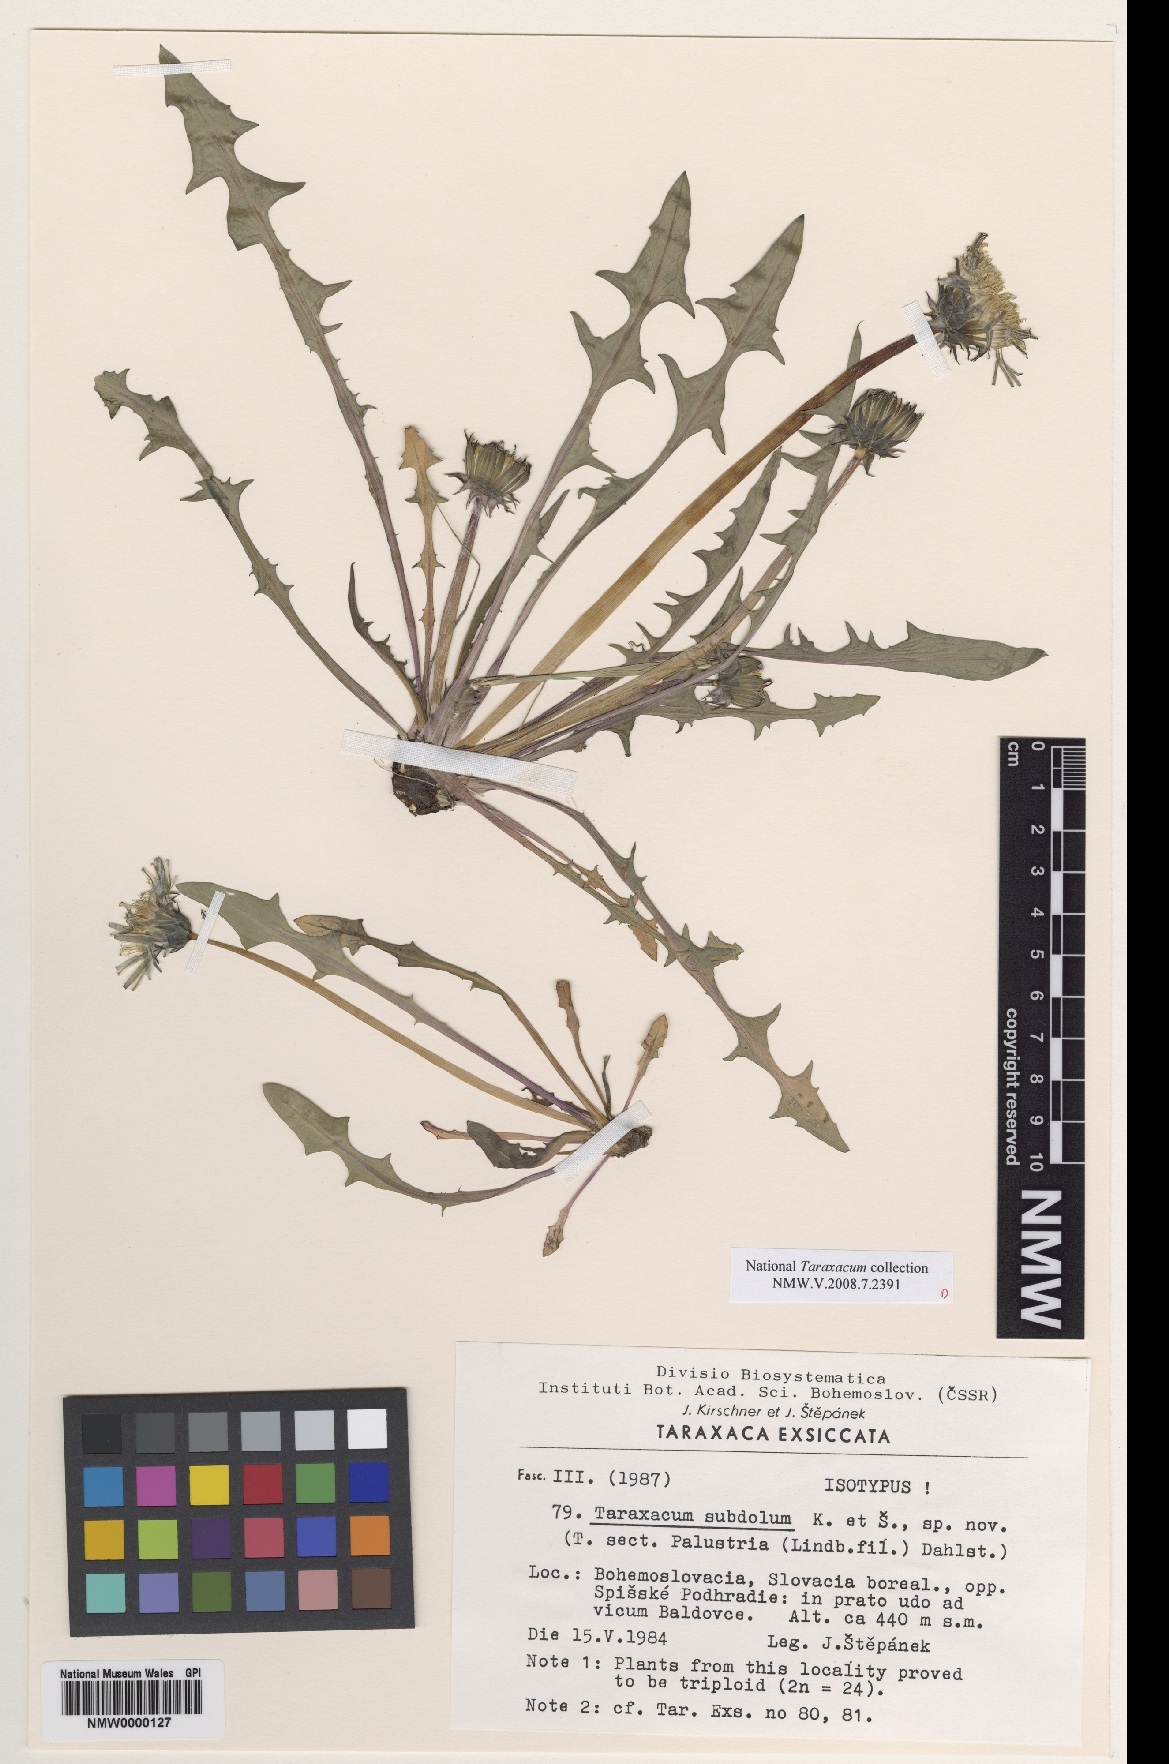 cm
0
1
2
3
4
5
6
7
8
9
10
copyright reserved
NMW
National Taraxacum collection
NMW.V.2008.7.2391
D
Divisio Biosystematica
Instituti Bot. Acad. Sci. Bohemoslov. (ČSSR)
J. Kirschner et J. Štěpánek
TARAXACA EXSICCATA
Fasc. III. (1987) ISOTYPUS !
79. Taraxacum subdolum K. et Š., sp. nov.
(T. sect. Palustria (Lindb.fil.) Dahlst.)
Loc.: Bohemoslovacia, Slovacia boreal., opp.
Spišské Podhradie: in prato udo ad
vicum Baldovce. Alt. ca 440 m s.m.
Die 15.V.1984 Leg. J.Štěpánek
Note 1: Plants from this locality proved
to be triploid (2n = 24).
Note 2: cf. Tar. Exs. no 80, 81.
National Museum Wales GPI
NMW0000127